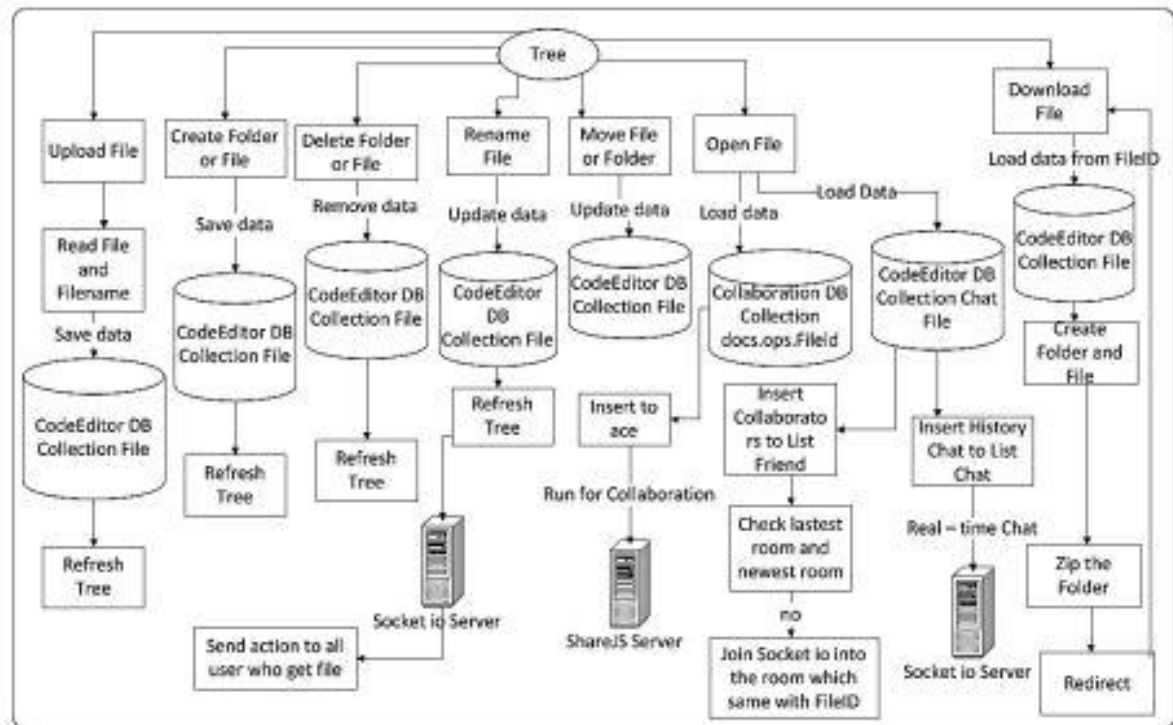 Tree
Upload File
Read File
and
Filename
Save data
CodeEditor DB
Collection File
Refresh
Tree
Create Folder
or File
Save data
CodeEditor DB
Collection File
Refresh
Tree
Delete Folder
or File
Remove data
CodeEditor DB
Collection File
Refresh
Tree
Rename
File
Update data
CodeEditor
DB
Collection File
Refresh
Tree
Socket io Server
Send action to all
user who get file
Move File
or Folder
Update data
CodeEditor DB
Collection File
Open File
Load data
Collaboration DB
Collection
docs.ops.FileId
Insert to
ace
Run for Collaboration
ShareJS Server
Load Data
CodeEditor DB
Collection Chat
File
Insert
Collaborato
rs to List
Friend
Check lastest
room and
newest room
no
Join Socket io into
the room which
same with FileID
Insert History
Chat to List
Chat
Real – time Chat
Socket io Server
Download
File
Load data from FileID
CodeEditor DB
Collection File
Create
Folder and
File
Zip the
Folder
Redirect